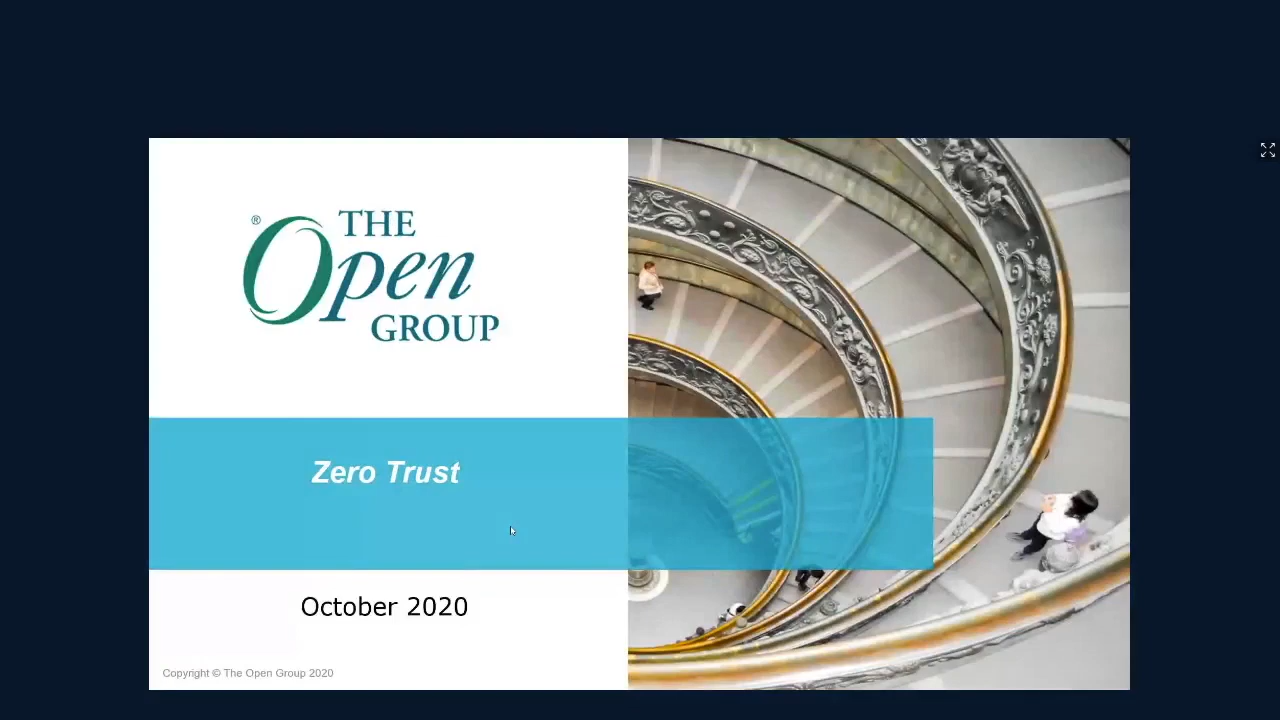 ®
THE
Open
GROUP
Zero Trust
October 2020
Copyright © The Open Group 2020